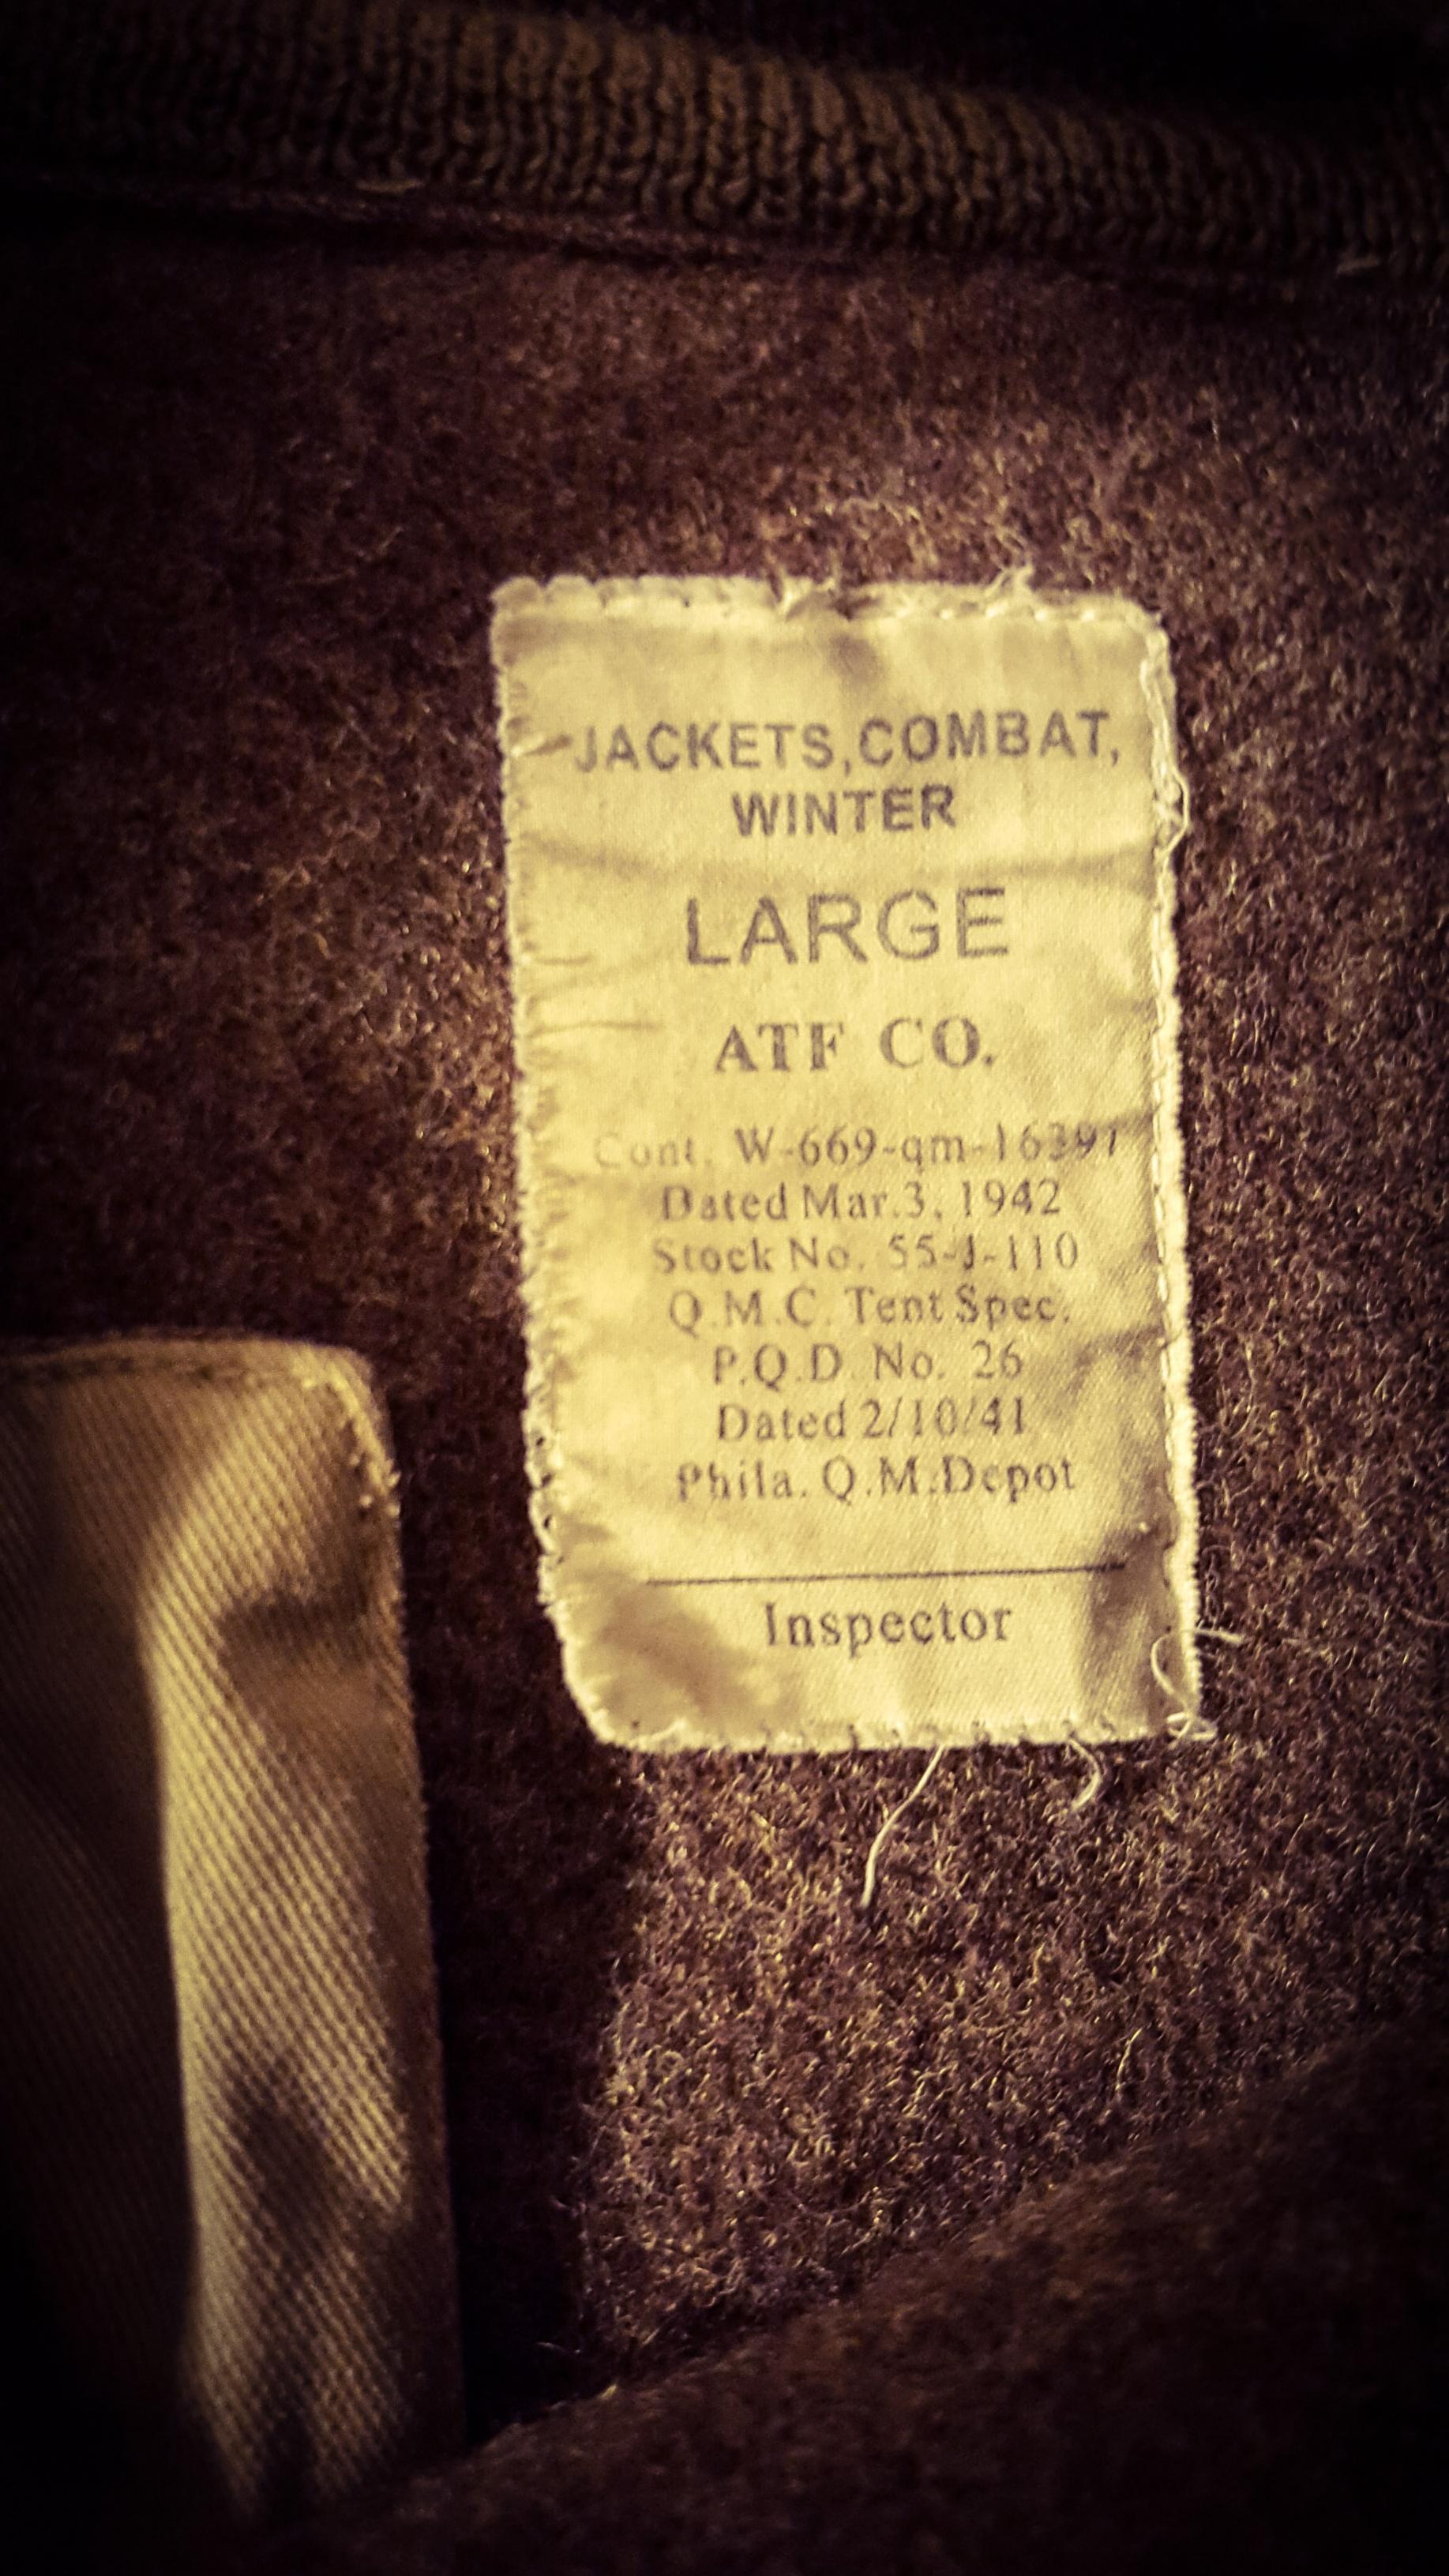 JACKETS,COMBAT,
WINTER
LARGE
ATF CO.
Cont. W-669-qm-16397
Dated Mar.3, 1942
Stock No. 55-J-110
Q.M.C. Tent Spec.
P.Q.D. No. 26
Dated 2/10/41
Phila. Q.M.Depot
Inspector